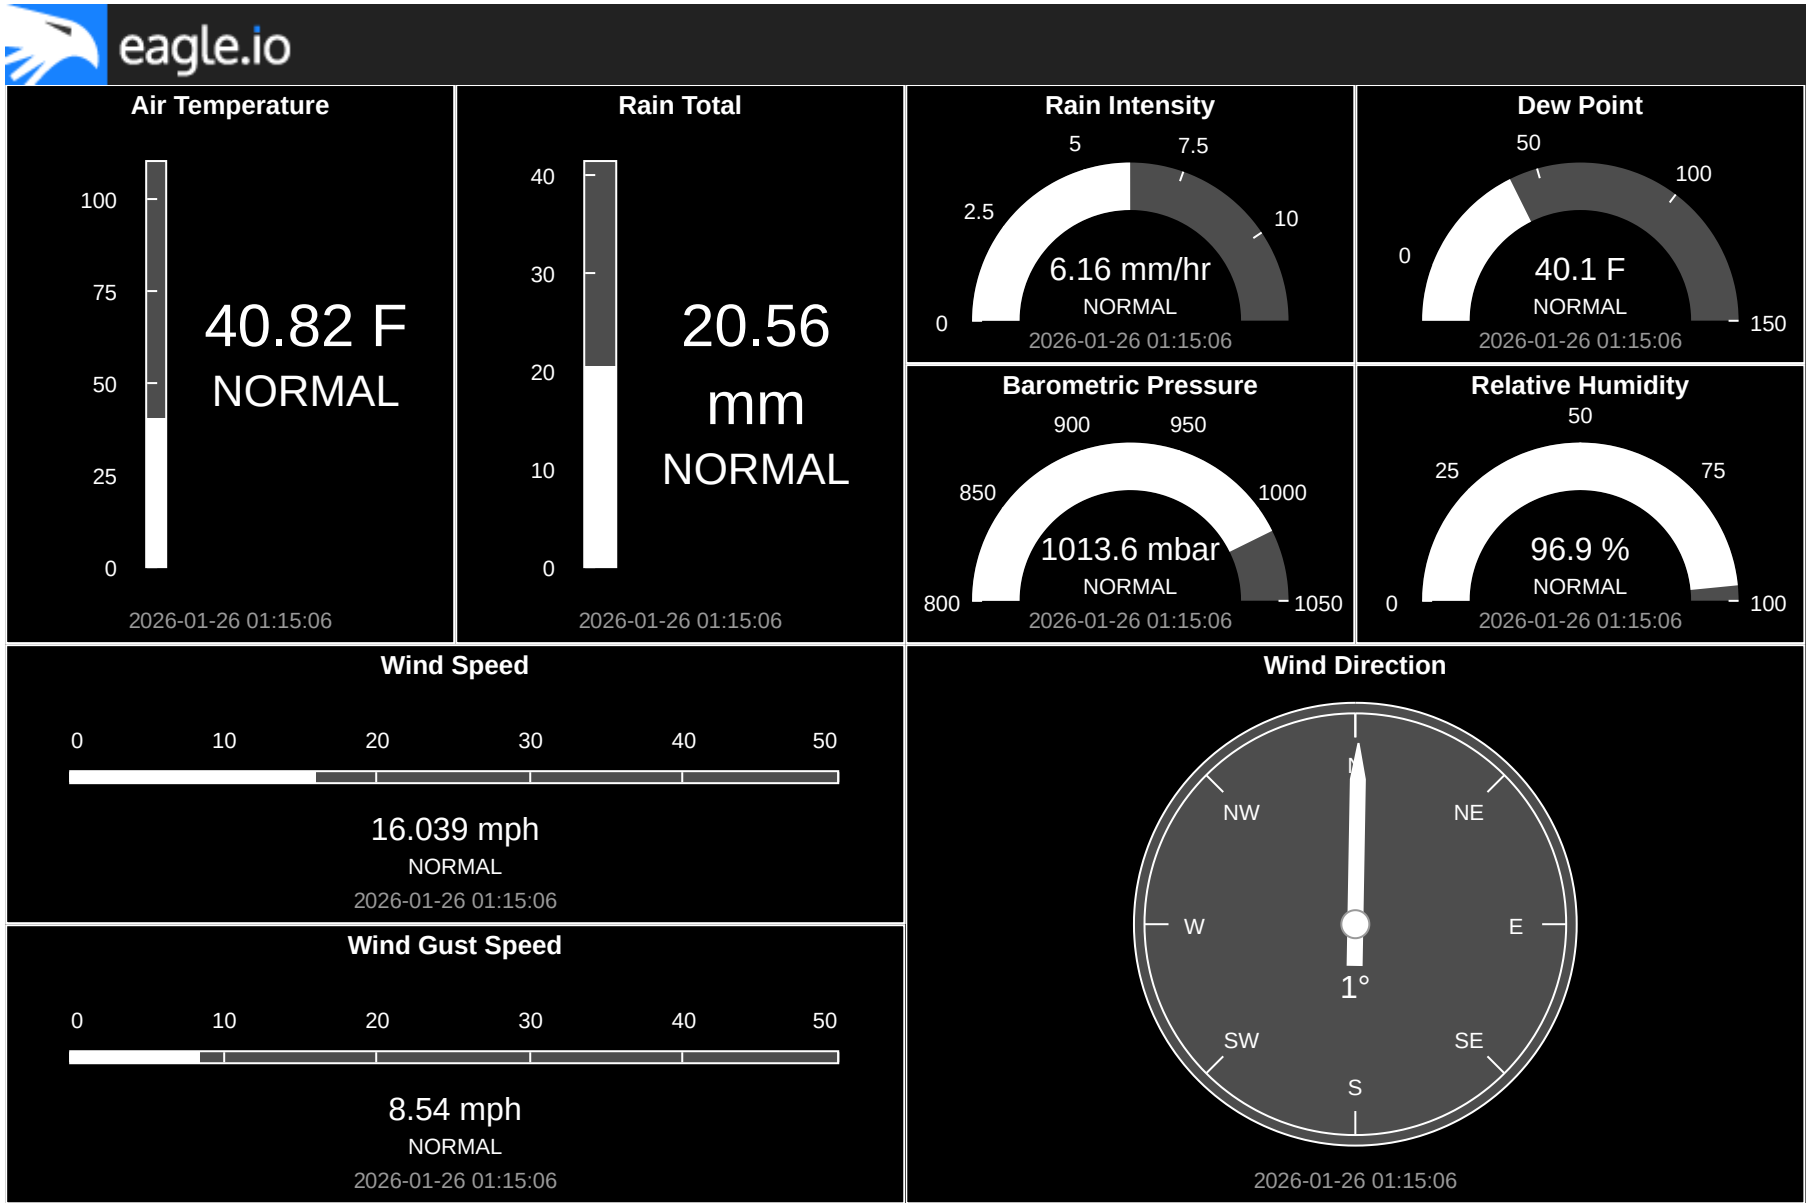 eagle.io
Air Temperature
100
75
50
25
0
40.82 F
NORMAL
2026-01-26 01:15:06
Rain Total
40
30
20
10
0
20.56
mm
NORMAL
2026-01-26 01:15:06
Rain Intensity
0
2.5
5
7.5
10
6.16 mm/hr
NORMAL
2026-01-26 01:15:06
Dew Point
0
50
100
150
40.1 F
NORMAL
2026-01-26 01:15:06
Barometric Pressure
800
850
900
950
1000
1050
1013.6 mbar
NORMAL
2026-01-26 01:15:06
Relative Humidity
0
25
50
75
100
96.9 %
NORMAL
2026-01-26 01:15:06
Wind Speed
0 10 20 30 40 50
16.039 mph
NORMAL
2026-01-26 01:15:06
Wind Gust Speed
0 10 20 30 40 50
8.54 mph
NORMAL
2026-01-26 01:15:06
Wind Direction
N
NW NE
W E
1°
SW SE
S
2026-01-26 01:15:06